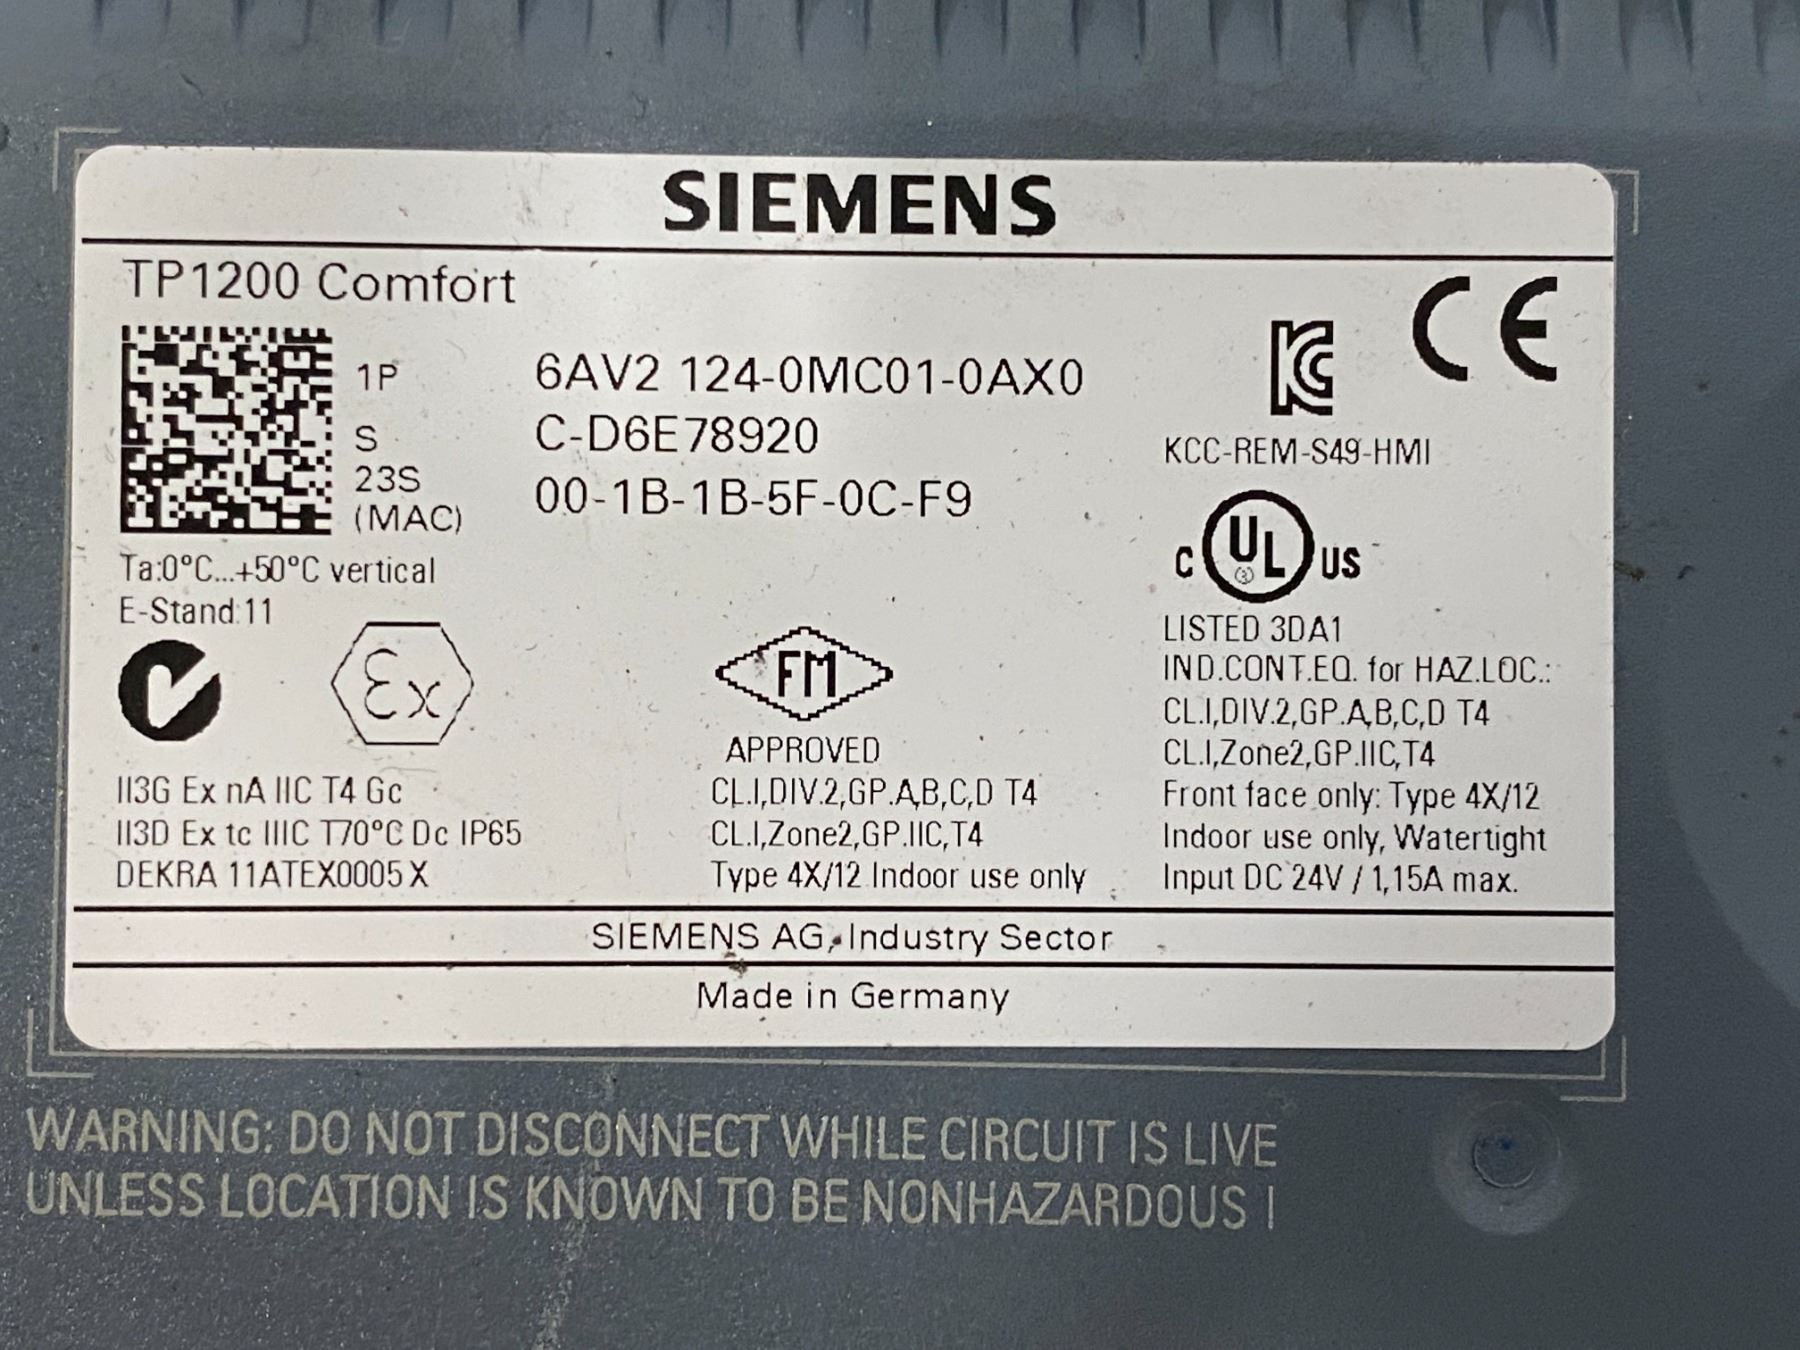 SIEMENS
TP1200 Comfort
1P 6AV2 124-0MC01-0AX0
S C-D6E78920
23S
(MAC) 00-1B-1B-5F-0C-F9
Ta:0°C...+50°C vertical
E-Stand:11
Ex
II3G Ex nA IIC T4 Gc
II3D Ex tc IIIC T70°C Dc IP65
DEKRA 11ATEX0005 X
FM
APPROVED
CL.I,DIV.2,GP.A,B,C,D T4
CL.I,Zone2,GP.IIC,T4
Type 4X/12 Indoor use only
CE
KC
KCC-REM-S49-HMI
C UL US
LISTED 3DA1
IND.CONT.EQ. for HAZ.LOC.:
CL.I,DIV.2,GP.A,B,C,D T4
CL.I,Zone2,GP.IIC,T4
Front face only: Type 4X/12
Indoor use only, Watertight
Input DC 24V / 1,15A max.
SIEMENS AG, Industry Sector
Made in Germany
WARNING: DO NOT DISCONNECT WHILE CIRCUIT IS LIVE
UNLESS LOCATION IS KNOWN TO BE NONHAZARDOUS !